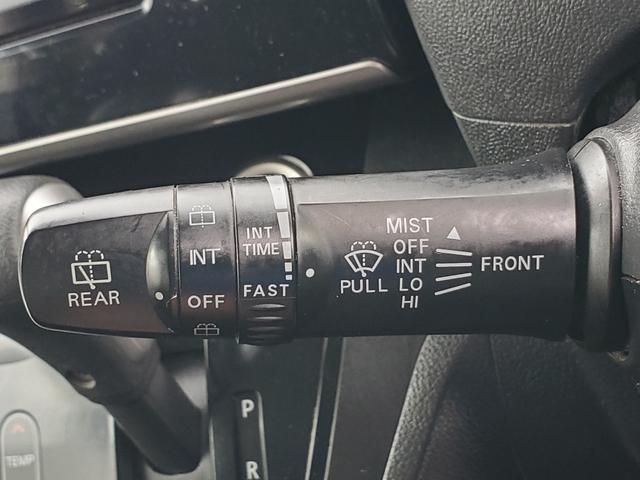 REAR
INT
OFF
INT
TIME
FAST
PULL
MIST
OFF
INT
LO
HI
FRONT
P
R
TEMP